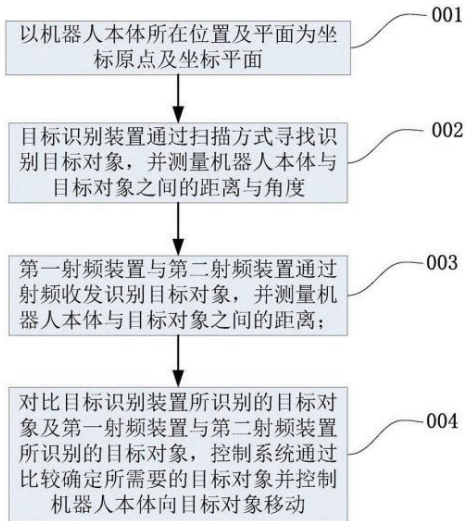 001
以机器人本体所在位置及平面为坐
标原点及坐标平面
002
目标识别装置通过扫描方式寻找识
别目标对象，并测量机器人本体与
目标对象之间的距离与角度
003
第一射频装置与第二射频装置通过
射频收发识别目标对象，并测量机
器人本体与目标对象之间的距离；
004
对比目标识别装置所识别的目标对
象及第一射频装置与第二射频装置
所识别的目标对象，控制系统通过
比较确定所需要的目标对象并控制
机器人本体向目标对象移动